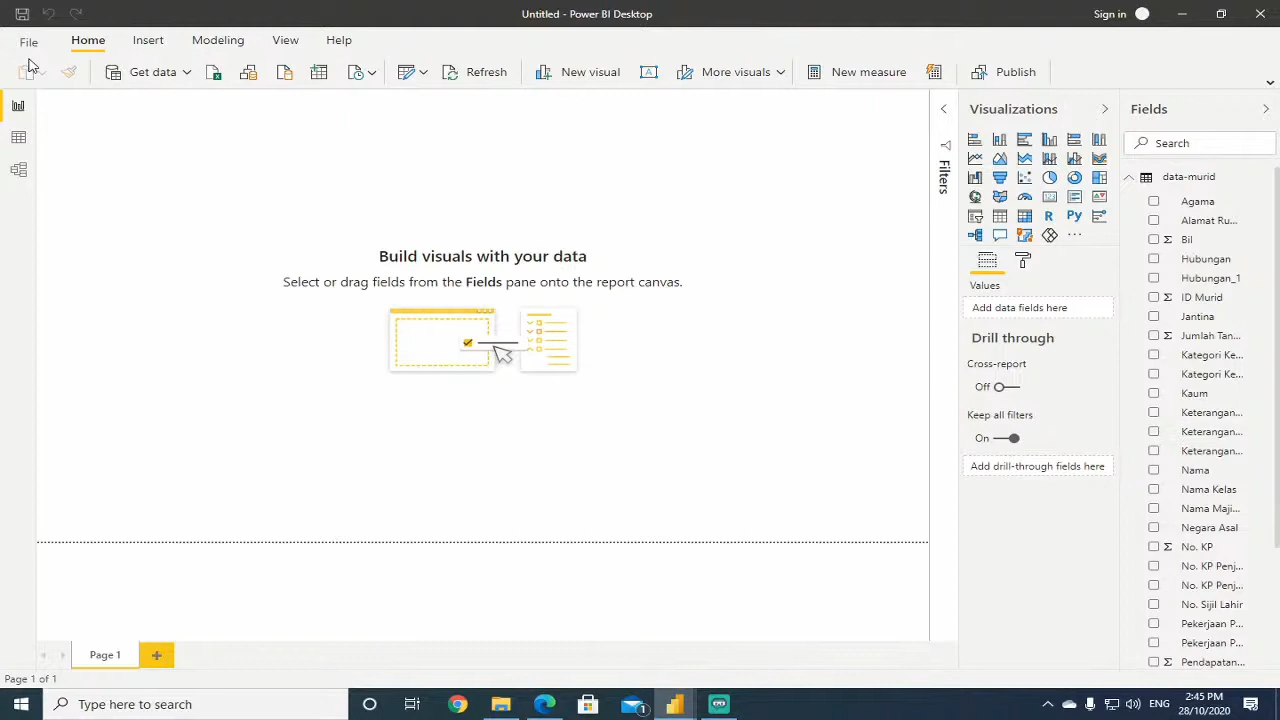 Untitled - Power BI Desktop
Sign in
File
Home
Insert
Modeling
View
Help
Get data
Refresh
New visual
More visuals
New measure
Publish
Build visuals with your data
Select or drag fields from the Fields pane onto the report canvas.
Filters
Visualizations
R
Py
Values
Add data fields here
Drill through
Cross-report
Off
Keep all filters
On
Add drill-through fields here
Fields
Search
data-murid
Agama
Alamat Ru...
Σ Bil
Hubungan
Hubungan_1
Σ ID Murid
Jantina
Σ Jumlah Tan...
Kategori Ke...
Kategori Ke...
Kaum
Keterangan...
Keterangan...
Keterangan...
Nama
Nama Kelas
Nama Maji...
Negara Asal
Σ No. KP
No. KP Penj...
No. KP Penj...
No. Sijil Lahir
Pekerjaan P...
Pekerjaan P...
Σ Pendapatan...
Page 1
Page 1 of 1
Type here to search
1
ENG
2:45 PM
28/10/2020